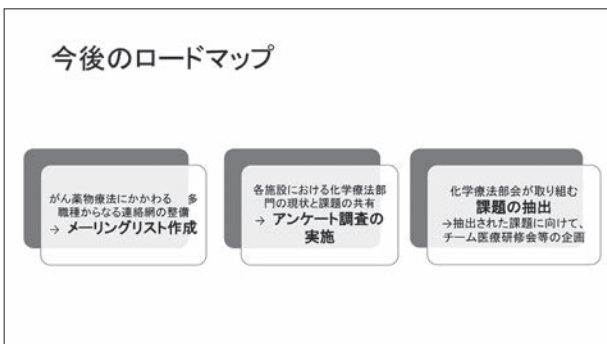 今後のロードマップ
がん薬物療法にかかわる 多
職種からなる連絡網の整備
→ メーリングリスト作成
各施設における化学療法部
門の現状と課題の共有
→ アンケート調査の
実施
化学療法部会が取り組む
課題の抽出
→抽出された課題に向けて、
チーム医療研修会等の企画